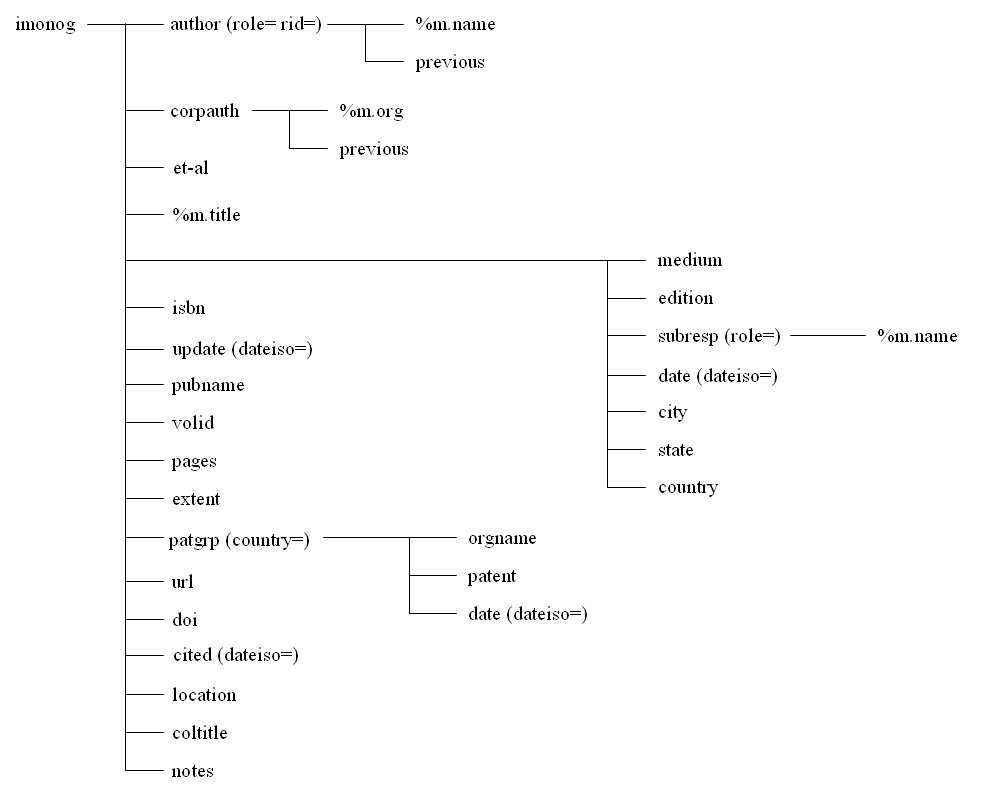 imonog author (role= rid=) %m.name
previous
corpauth %m.org
previous
et-al
%m.title
medium
edition
subresp (role=) %m.name
date (dateiso=)
city
state
country
isbn
update (dateiso=)
pubname
volid
pages
extent
patgrp (country=) orgname
patent
date (dateiso=)
url
doi
cited (dateiso=)
location
coltitle
notes